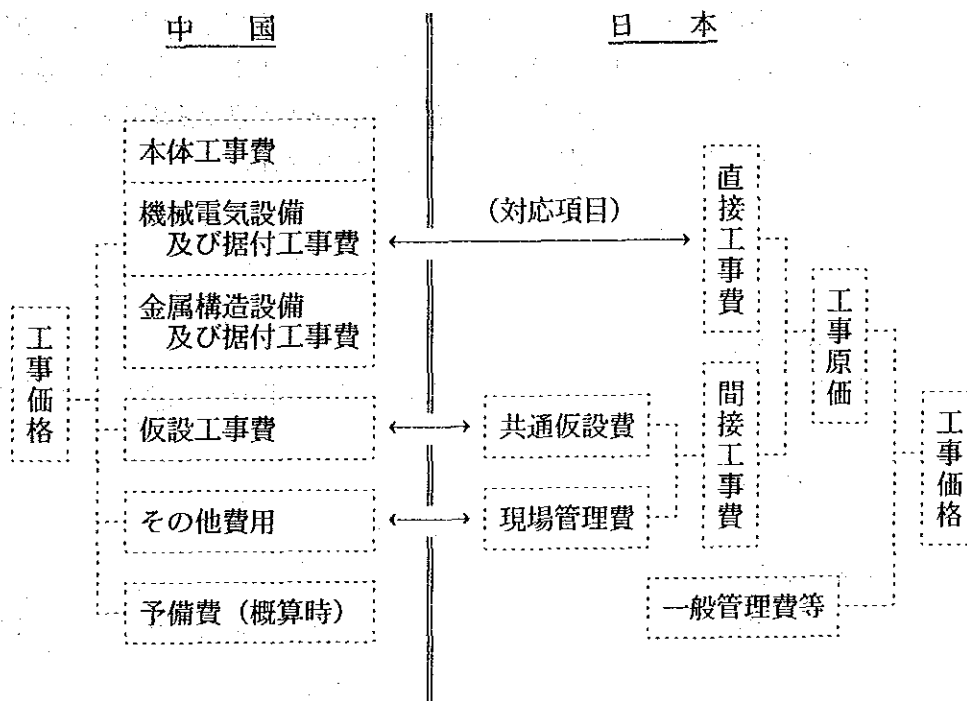 中 国
日 本
本体工事費
機械電気設備
及び据付工事費
金属構造設備
及び据付工事費
仮設工事費
その他費用
予備費（概算時）
工事価格
（対応項目）
直接工事費
間接工事費
共通仮設費
現場管理費
一般管理費等
工事原価
工事価格